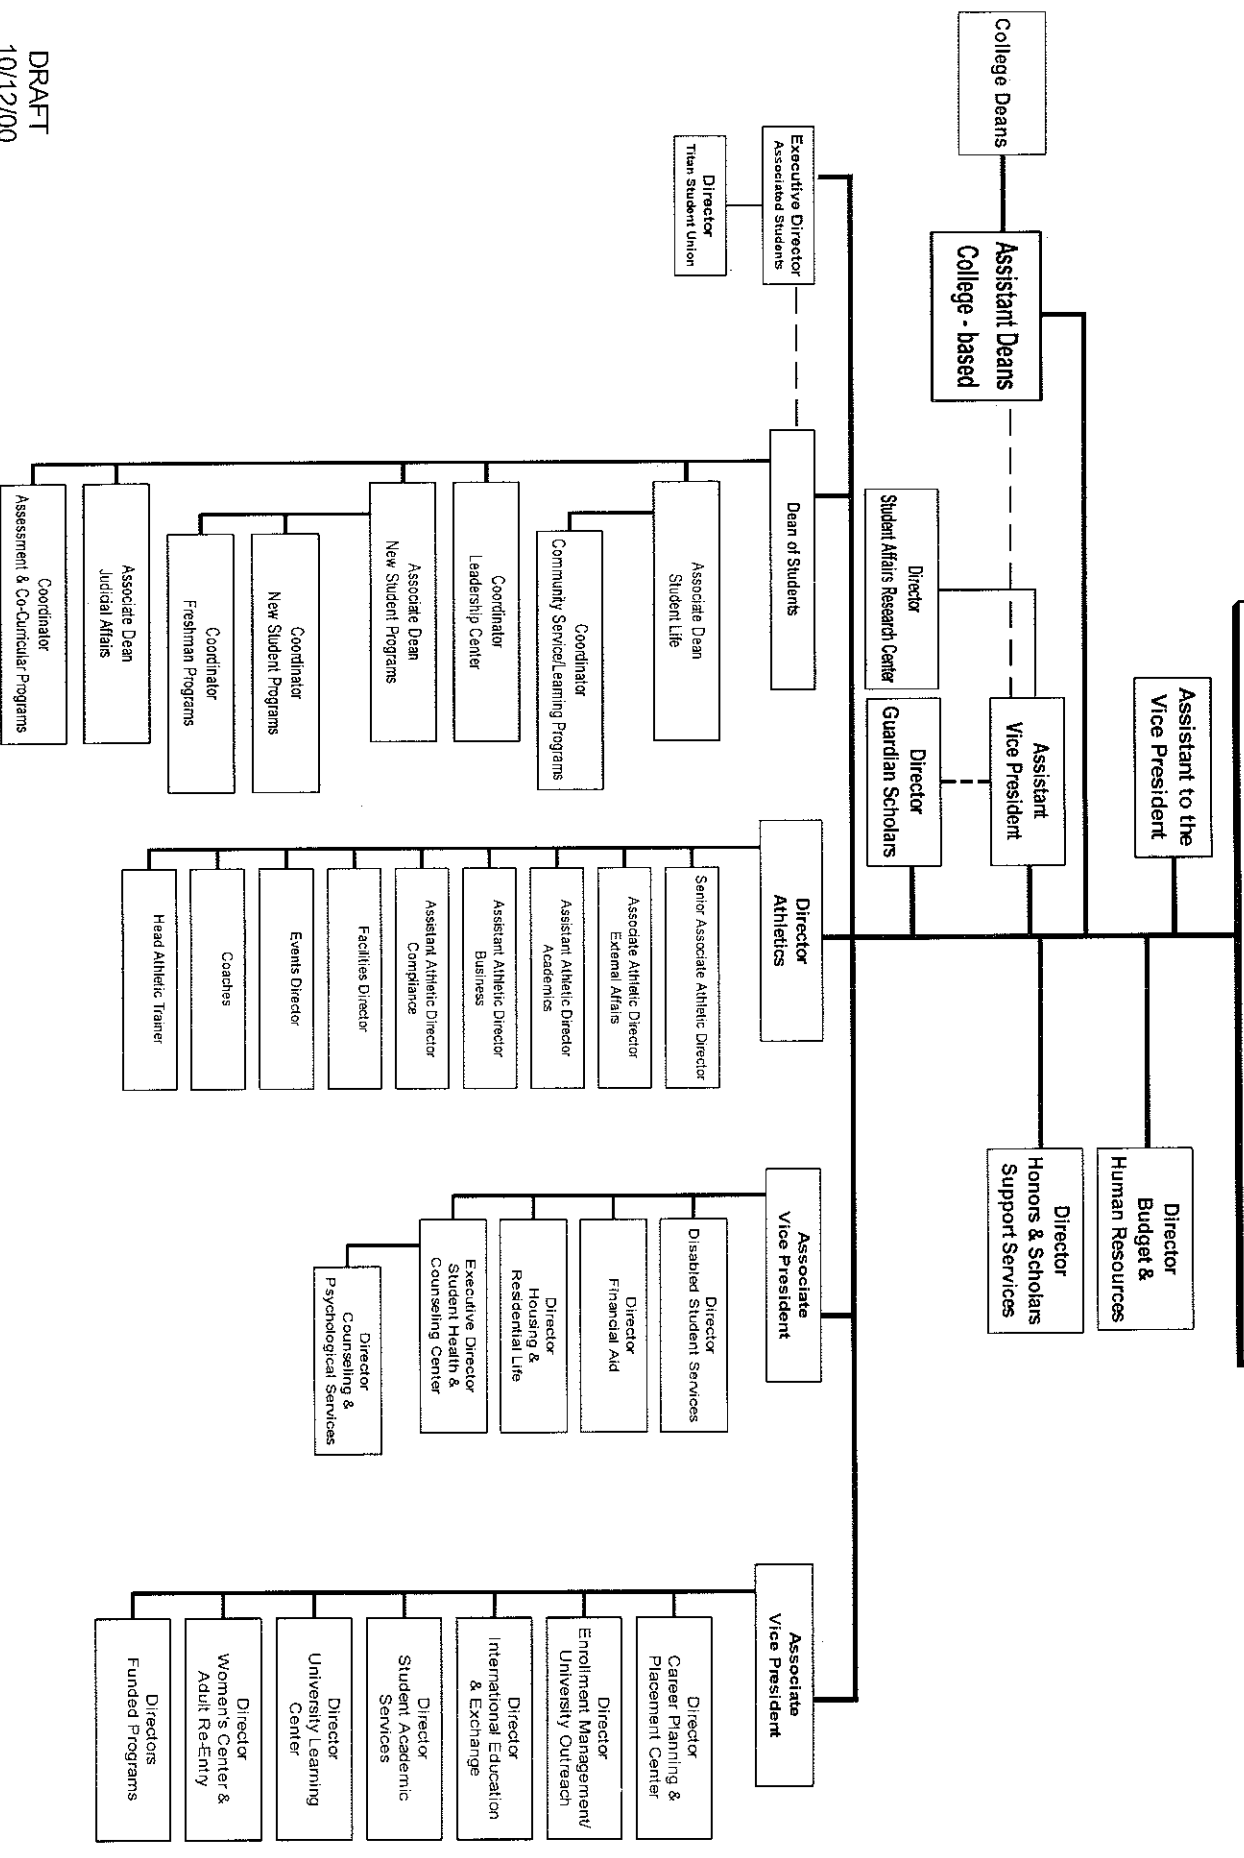 Assistant to the
Vice President
Director
Budget &
Human Resources
Director
Honors & Scholars
Support Services
College Deans
Assistant Deans
College - based
Assistant
Vice President
Director
Student Affairs Research Center
Director
Guardian Scholars
Executive Director
Associated Students
Director
Titan Student Union
Dean of Students
Associate Dean
Student Life
Coordinator
Community Service/Learning Programs
Coordinator
Leadership Center
Associate Dean
New Student Programs
Coordinator
New Student Programs
Coordinator
Freshman Programs
Associate Dean
Judicial Affairs
Coordinator
Assessment & Co-Curricular Programs
Director
Athletics
Senior Associate Athletic Director
Associate Athletic Director
External Affairs
Assistant Athletic Director
Academics
Assistant Athletic Director
Business
Assistant Athletic Director
Compliance
Facilities Director
Events Director
Coaches
Head Athletic Trainer
Associate
Vice President
Director
Disabled Student Services
Director
Financial Aid
Director
Housing &
Residential Life
Executive Director
Student Health &
Counseling Center
Director
Counseling &
Psychological Services
Associate
Vice President
Director
Career Planning &
Placement Center
Director
Enrollment Management/
University Outreach
Director
International Education
& Exchange
Director
Student Academic
Services
Director
University Learning
Center
Director
Women's Center &
Adult Re-Entry
Directors
Funded Programs
DRAFT
10/12/00